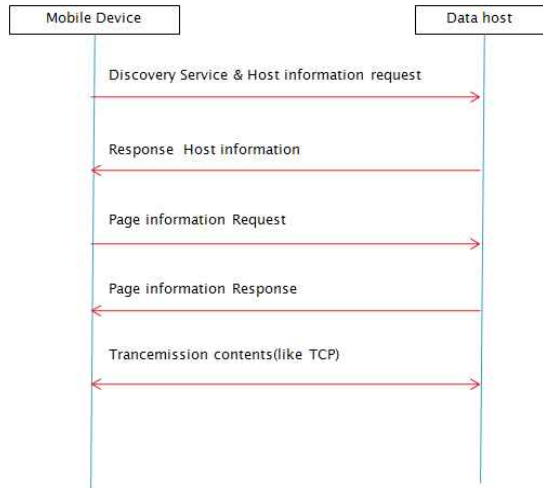 Mobile Device
Data host
Discovery Service & Host information request
Response Host information
Page information Request
Page information Response
Trancemission contents(like TCP)